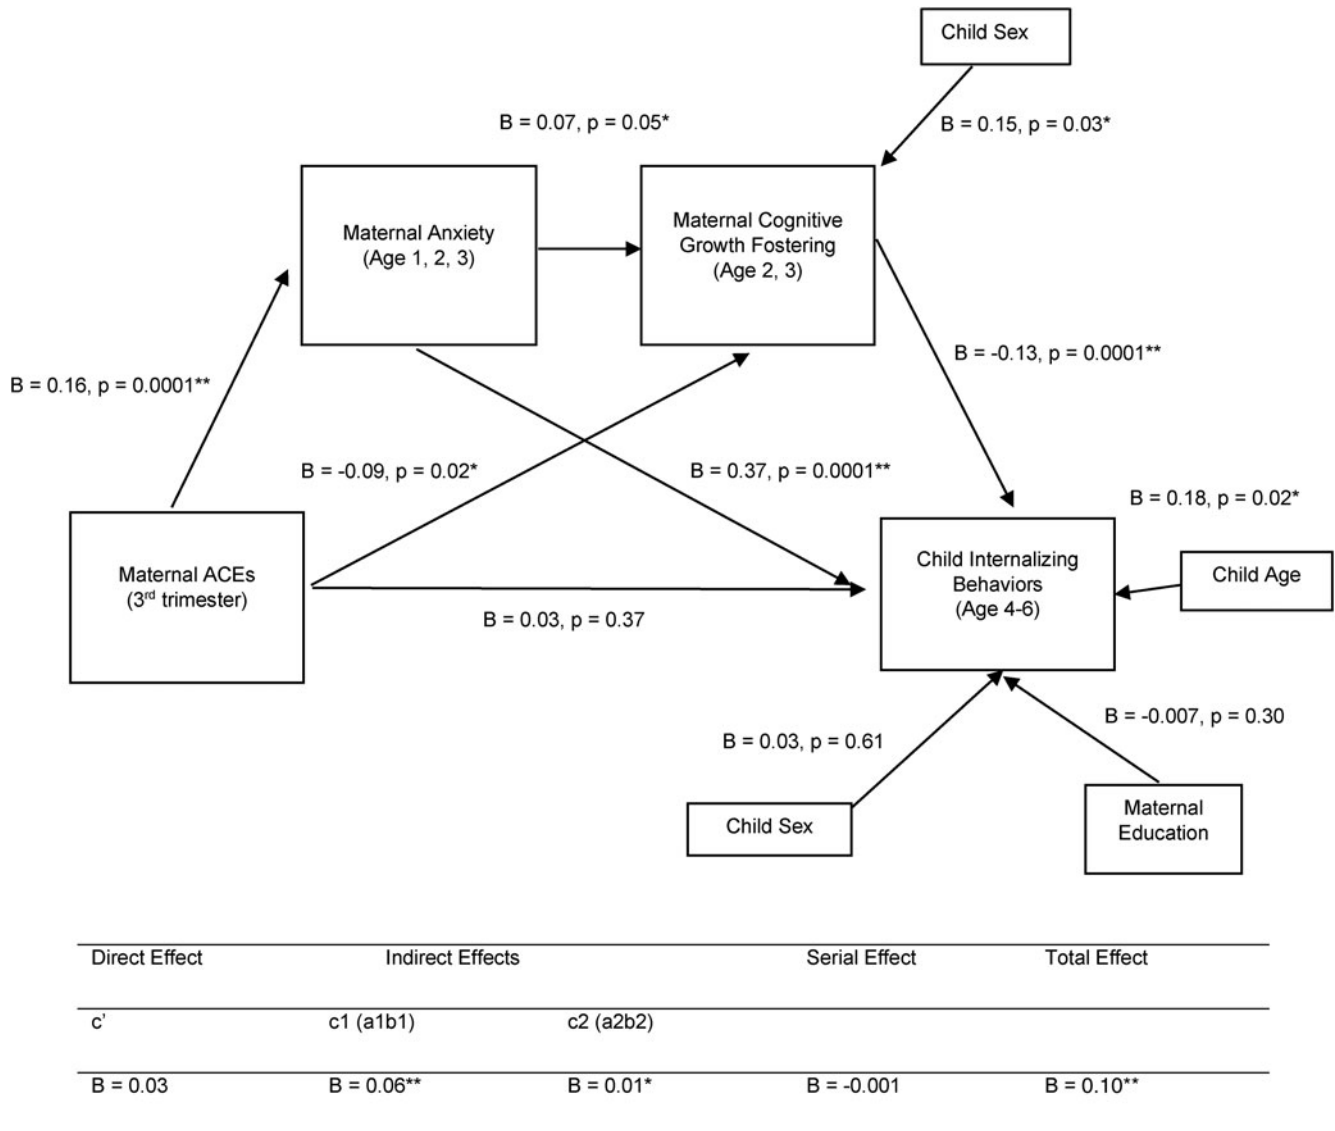 Child Sex
B = 0.07, p = 0.05*
B = 0.15, p = 0.03*
Maternal Anxiety
(Age 1, 2, 3)
Maternal Cognitive
Growth Fostering
(Age 2, 3)
B = -0.13, p = 0.0001**
B = 0.16, p = 0.0001**
B = -0.09, p = 0.02*
B = 0.37, p = 0.0001**
B = 0.18, p = 0.02*
Maternal ACEs
(3rd trimester)
Child Internalizing
Behaviors
(Age 4-6)
Child Age
B = 0.03, p = 0.37
B = -0.007, p = 0.30
B = 0.03, p = 0.61
Child Sex
Maternal
Education
Direct Effect Indirect Effects Serial Effect Total Effect
c' c1 (a1b1) c2 (a2b2)
B = 0.03 B = 0.06** B = 0.01* B = -0.001 B = 0.10**